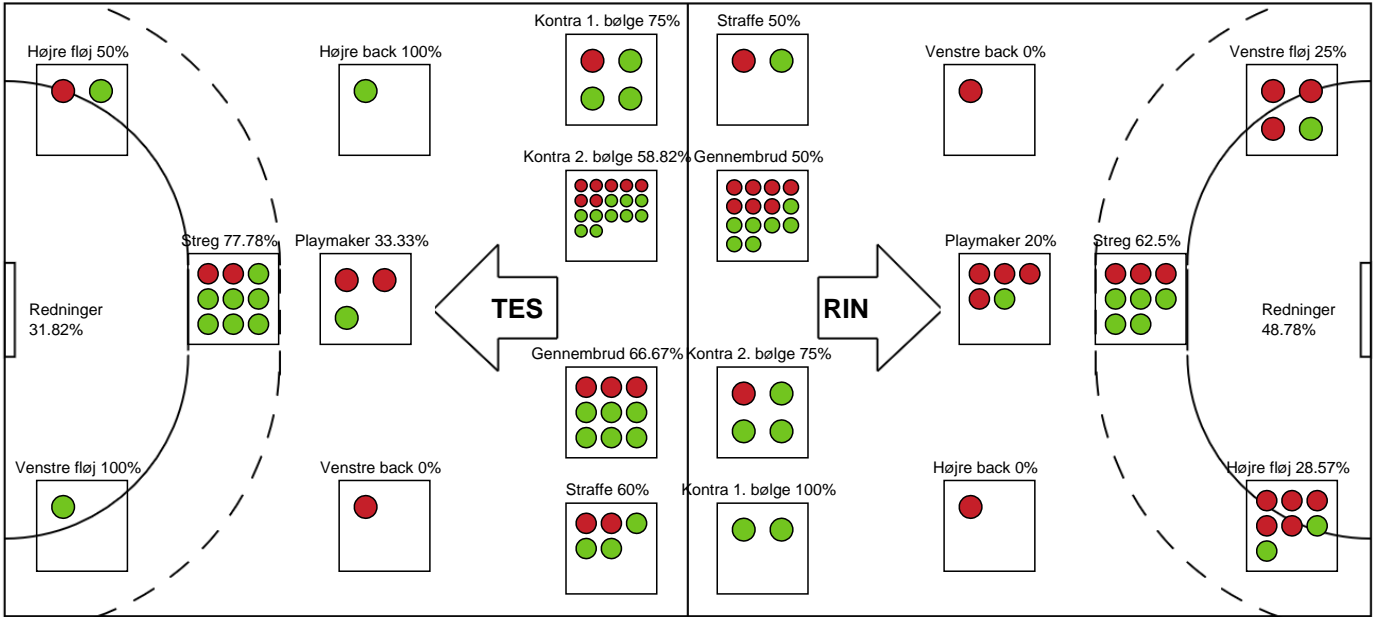 Kontra 1. bølge 75%
Straffe 50%
Højre fløj 50%
Højre back 100%
Venstre back 0%
Venstre fløj 25%
Kontra 2. bølge 58.82%
Gennembrud 50%
Streg 77.78%
Playmaker 33.33%
Playmaker 20%
Streg 62.5%
Redninger
31.82%
TES
RIN
Redninger
48.78%
Gennembrud 66.67%
Kontra 2. bølge 75%
Venstre fløj 100%
Venstre back 0%
Højre back 0%
Højre fløj 28.57%
Straffe 60%
Kontra 1. bølge 100%